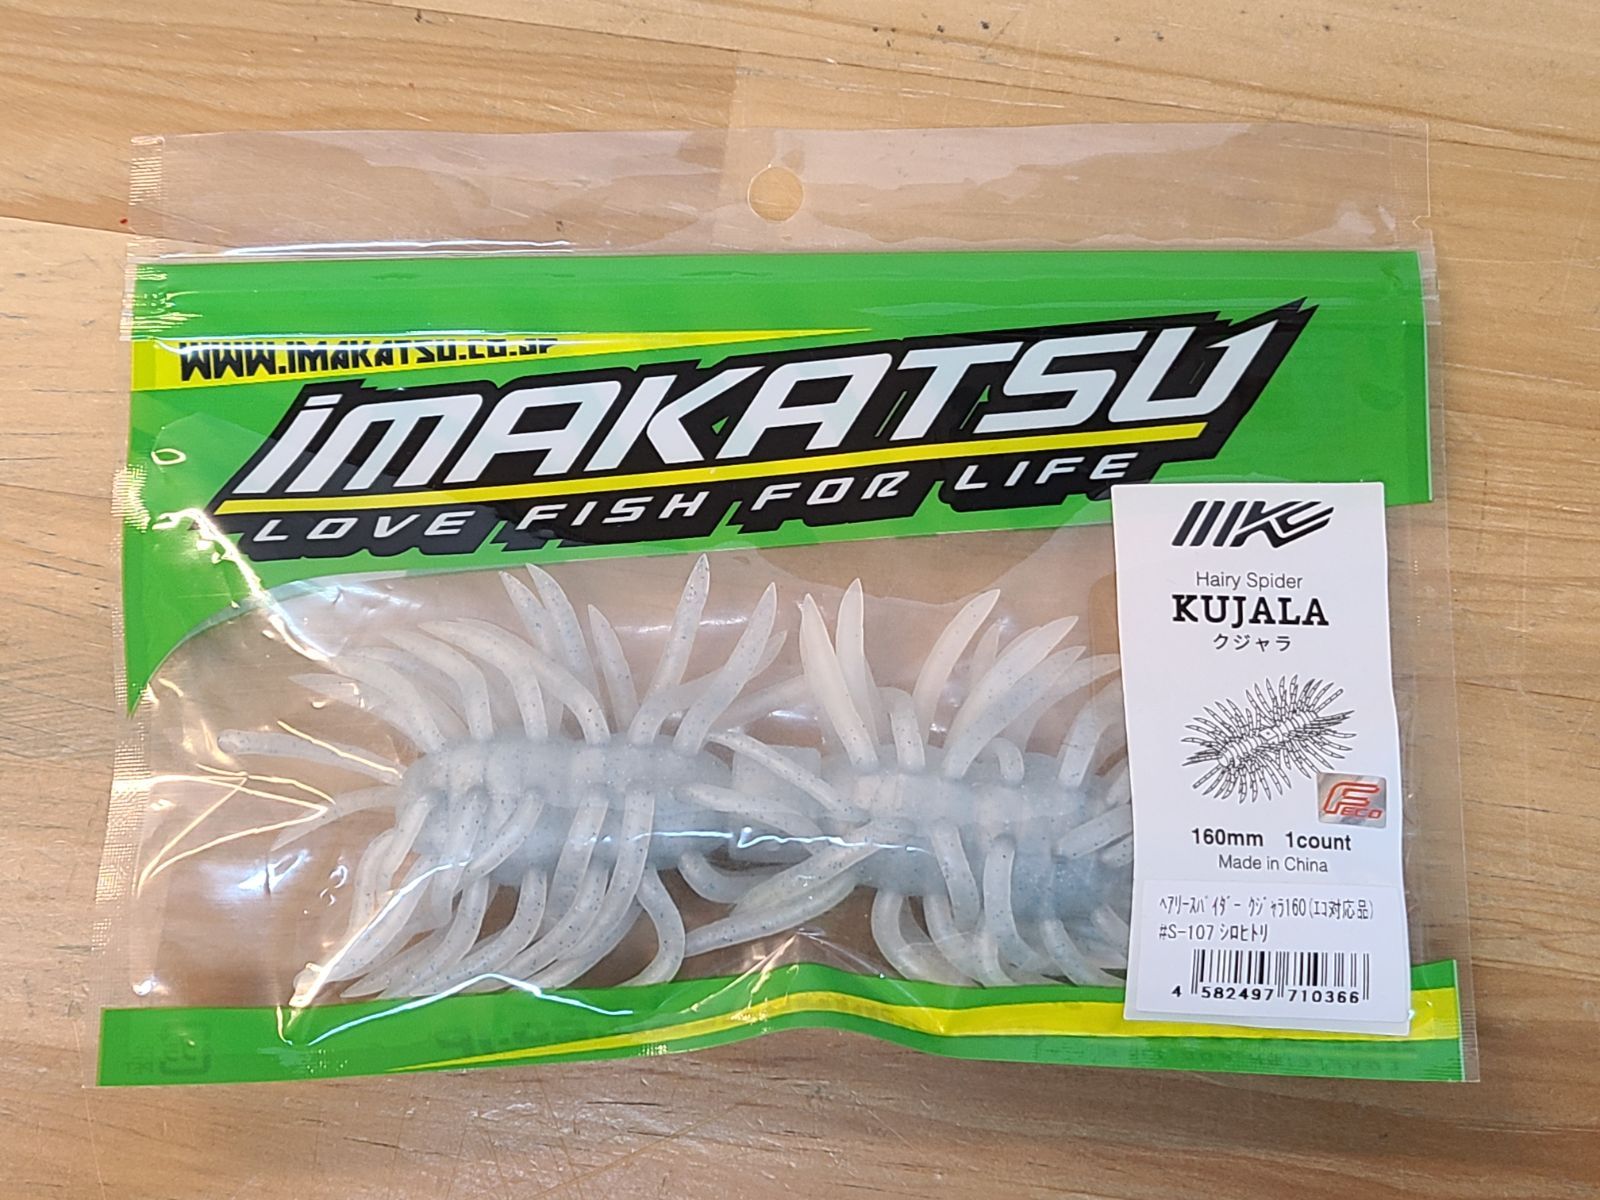 WWW.IMAKATSU.CO.JP
IMAKATSU
LOVE FISH FOR LIFE
Hairy Spider
KUJALA
クジャラ
FECO
160mm 1count
Made in China
ﾍｱﾘｰｽﾊﾟｲﾀﾞｰ ｸｼﾞｬﾗ160(ｴｺ対応品)
#S-107 ｼﾛﾋﾄﾘ
4 582497 710366
PET